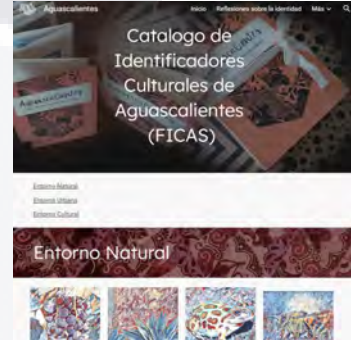 Aguascalientes
Inicio Reflexiones sobre la identidad Más
Catalogo de
Identificadores
Culturales de
Aguascalientes
(FICAS)
Entorno Natural
Entorno Urbano
Entorno Cultural
Entorno Natural